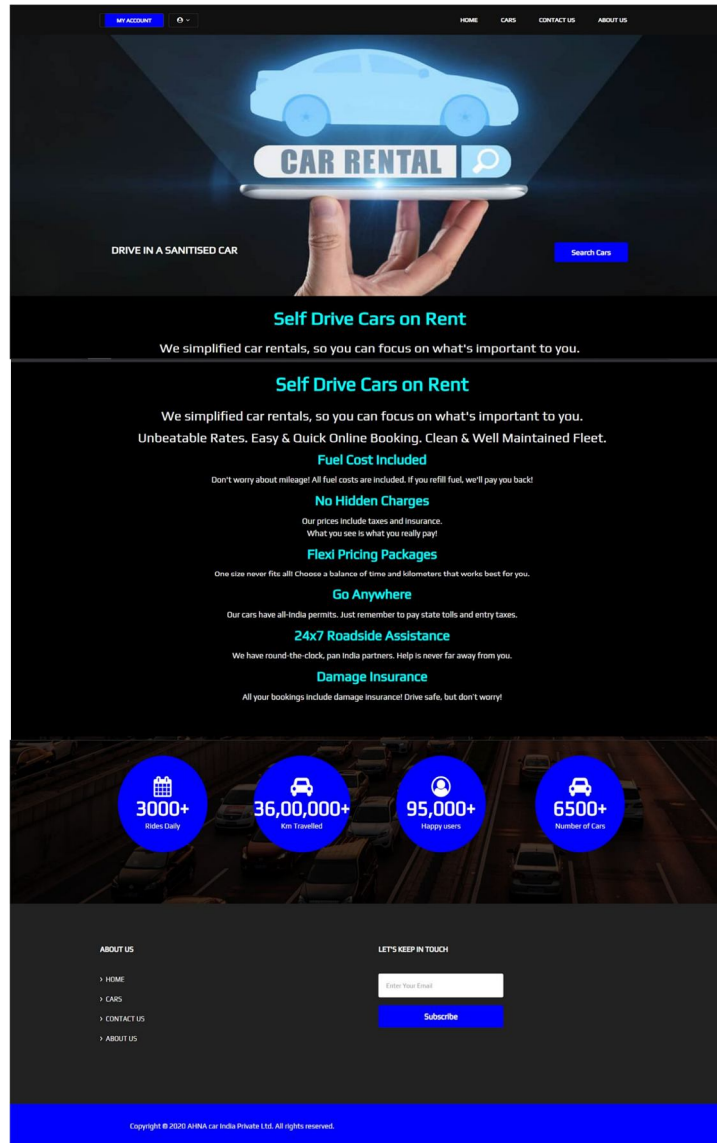 MY ACCOUNT
HOME CARS CONTACT US ABOUT US
CAR RENTAL
DRIVE IN A SANITISED CAR
Search Cars
Self Drive Cars on Rent
We simplified car rentals, so you can focus on what's important to you.
Self Drive Cars on Rent
We simplified car rentals, so you can focus on what's important to you.
Unbeatable Rates. Easy & Quick Online Booking. Clean & Well Maintained Fleet.
Fuel Cost Included
Don't worry about mileage! All fuel costs are included. If you refill fuel, we'll pay you back!
No Hidden Charges
Our prices include taxes and insurance.
What you see is what you really pay!
Flexi Pricing Packages
One size never fits all! Choose a balance of time and kilometers that works best for you.
Go Anywhere
Our cars have all-India permits. Just remember to pay state tolls and entry taxes.
24x7 Roadside Assistance
We have round-the-clock, pan India partners. Help is never far away from you.
Damage Insurance
All your bookings include damage insurance! Drive safe, but don't worry!
3000+ 36,00,000+ 95,000+ 6500+
Rides Daily Km Travelled Happy users Number of Cars
ABOUT US LET'S KEEP IN TOUCH
> HOME
Enter Your Email
> CARS
Subscribe
> CONTACT US
> ABOUT US
Copyright © 2020 AHNA car India Private Ltd. All rights reserved.